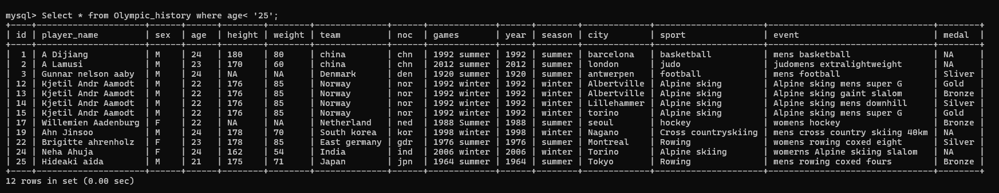 mysql> Select * from Olympic_history where age< '25';
+----+---------------------+------+------+--------+--------+--------------+------+-------------+------+--------+-------------+---------------------+--------------------------------+--------+
| id | player_name         | sex  | age  | height | weight | team         | noc  | games       | year | season | city        | sport               | event                          | medal  |
+----+---------------------+------+------+--------+--------+--------------+------+-------------+------+--------+-------------+---------------------+--------------------------------+--------+
|  1 | A Dijiang           | M    | 24   | 180    | 80     | china        | chn  | 1992 summer | 1992 | summer | barcelona   | basketball          | mens basketball                | NA     |
|  2 | A Lamusi            | M    | 23   | 170    | 60     | china        | chn  | 2012 summer | 2012 | summer | london      | judo                | judomens extralightweight      | NA     |
|  3 | Gunnar nelson aaby  | M    | 24   | NA     | NA     | Denmark      | den  | 1920 summer | 1920 | summer | antwerpen   | football            | mens football                  | Sliver |
| 12 | Kjetil Andr Aamodt  | M    | 22   | 176    | 85     | Norway       | nor  | 1992 winter | 1992 | winter | Albertville | Alpine sking        | Alpine sking mens super G      | Gold   |
| 13 | Kjetil Andr Aamodt  | M    | 22   | 176    | 85     | Norway       | nor  | 1992 winter | 1992 | winter | Albertville | Alpine sking        | Alpine sking gaint slalom      | Bronze |
| 14 | Kjetil Andr Aamodt  | M    | 22   | 176    | 85     | Norway       | nor  | 1992 winter | 1992 | winter | Lillehammer | Alpine sking        | Alpine sking mens downhill     | Silver |
| 15 | Kjetil Andr Aamodt  | M    | 22   | 176    | 85     | Norway       | nor  | 1992 winter | 1992 | winter | torino      | Alpine sking        | Alpine sking mens super G      | Gold   |
| 17 | Willemien Aadenburg | F    | 22   | NA     | NA     | Netherland   | ned  | 1988 Summer | 1988 | summer | seoul       | hockey              | womens hockey                  | Bronze |
| 19 | Ahn Jinsoo          | M    | 24   | 178    | 70     | South korea  | kor  | 1998 winter | 1998 | winter | Nagano      | Cross countryskiing | mens cross country skiing 40km | NA     |
| 22 | Brigitte ahrenholz  | F    | 23   | 178    | 85     | East germany | gdr  | 1976 summer | 1976 | summer | Montreal    | Rowing              | womens rowing coxed eight      | Silver |
| 24 | Neha Ahuja          | F    | 24   | 162    | 54     | India        | ind  | 2006 winter | 2006 | winter | Torino      | Alpine skiing       | womerns Alpine skiing slalom   | NA     |
| 25 | Hideaki aida        | M    | 21   | 175    | 71     | Japan        | jpn  | 1964 summer | 1964 | summer | Tokyo       | Rowing              | mens rowing coxed fours        | Bronze |
+----+---------------------+------+------+--------+--------+--------------+------+-------------+------+--------+-------------+---------------------+--------------------------------+--------+
12 rows in set (0.00 sec)